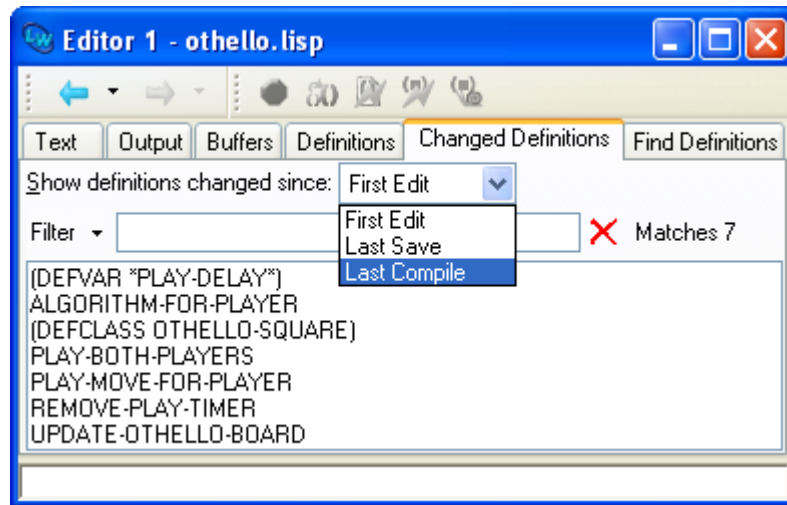 Editor 1 - othello.lisp
Text Output Buffers Definitions Changed Definitions Find Definitions
Show definitions changed since: First Edit
First Edit
Last Save
Last Compile
Filter Matches 7
(DEFVAR *PLAY-DELAY*)
ALGORITHM-FOR-PLAYER
(DEFCLASS OTHELLO-SQUARE)
PLAY-BOTH-PLAYERS
PLAY-MOVE-FOR-PLAYER
REMOVE-PLAY-TIMER
UPDATE-OTHELLO-BOARD